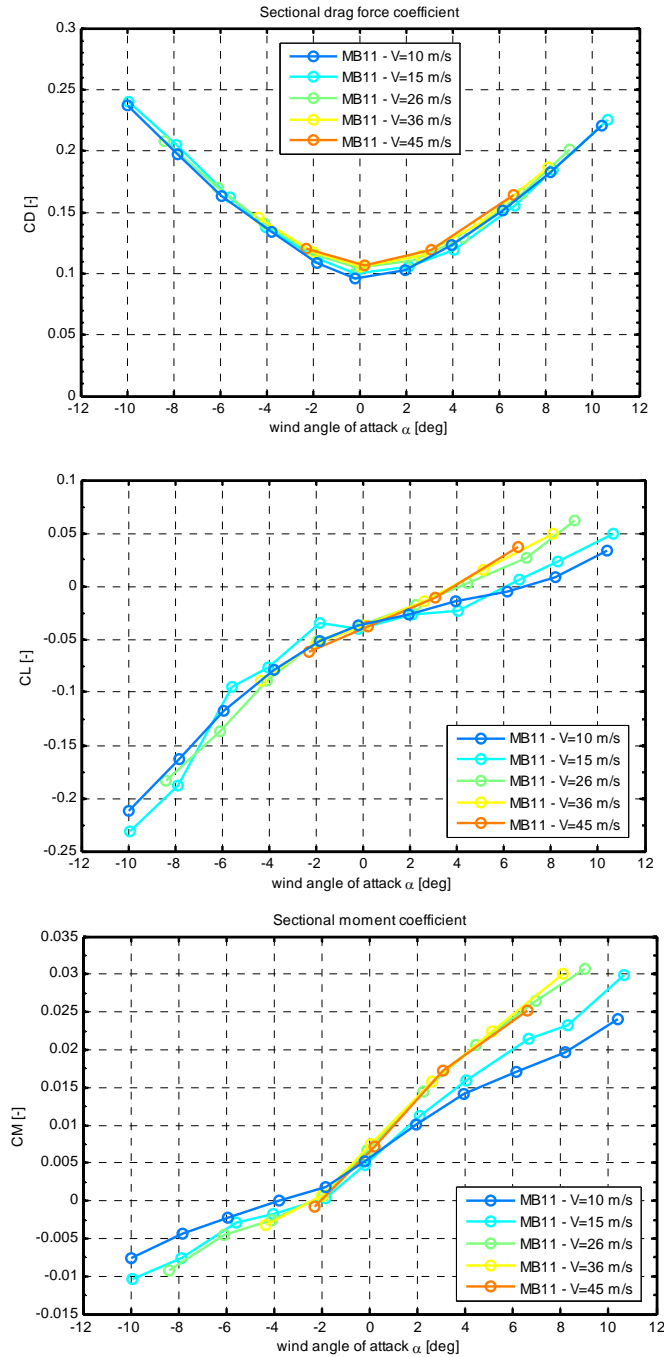 Sectional drag force coefficient
0.3
0.25
0.2
0.15
0.1
0.05
0
CD [-]
MB11 - V=10 m/s
MB11 - V=15 m/s
MB11 - V=26 m/s
MB11 - V=36 m/s
MB11 - V=45 m/s
-12 -10 -8 -6 -4 -2 0 2 4 6 8 10 12
wind angle of attack α [deg]
0.1
0.05
0
-0.05
-0.1
-0.15
-0.2
-0.25
CL [-]
MB11 - V=10 m/s
MB11 - V=15 m/s
MB11 - V=26 m/s
MB11 - V=36 m/s
MB11 - V=45 m/s
-12 -10 -8 -6 -4 -2 0 2 4 6 8 10 12
wind angle of attack α [deg]
Sectional moment coefficient
0.035
0.03
0.025
0.02
0.015
0.01
0.005
0
-0.005
-0.01
-0.015
CM [-]
MB11 - V=10 m/s
MB11 - V=15 m/s
MB11 - V=26 m/s
MB11 - V=36 m/s
MB11 - V=45 m/s
-12 -10 -8 -6 -4 -2 0 2 4 6 8 10 12
wind angle of attack α [deg]